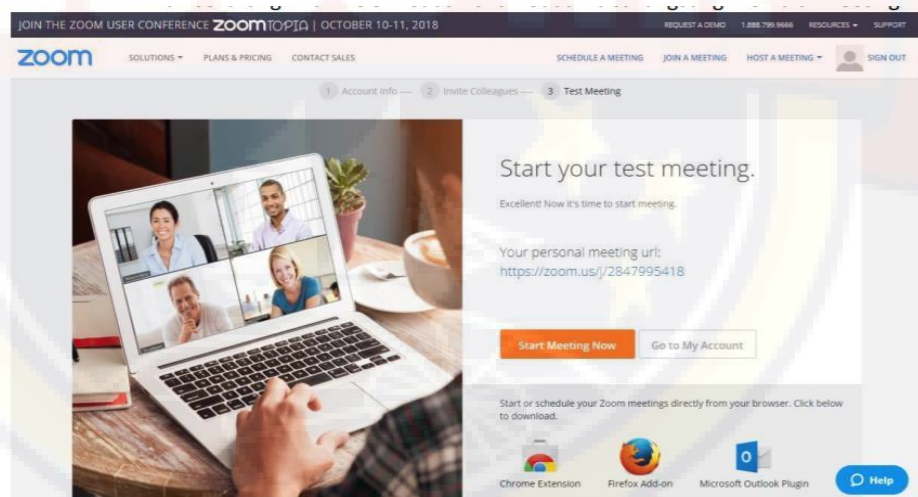 JOIN THE ZOOM USER CONFERENCE zoomTOPIA | OCTOBER 10-11, 2018 REQUEST A DEMO 1.888.799.9666 RESOURCES SUPPORT
zoom SOLUTIONS PLANS & PRICING CONTACT SALES SCHEDULE A MEETING JOIN A MEETING HOST A MEETING SIGN OUT
1 Account Info 2 Invite Colleagues 3 Test Meeting
Start your test meeting.
Excellent! Now it's time to start meeting.
Your personal meeting url:
https://zoom.us/j/2847995418
Start Meeting Now Go to My Account
Start or schedule your Zoom meetings directly from your browser. Click below
to download.
Chrome Extension Firefox Add-on Microsoft Outlook Plugin
Help